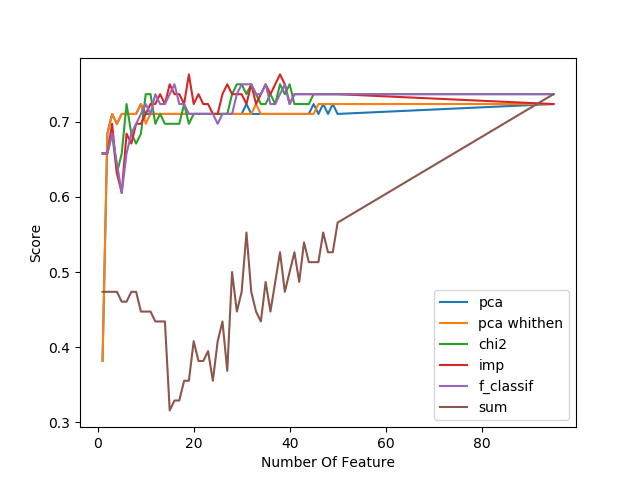 0.7
0.6
0.5
0.4
0.3
Score
0 20 40 60 80
Number Of Feature
pca
pca whithen
chi2
imp
f_classif
sum